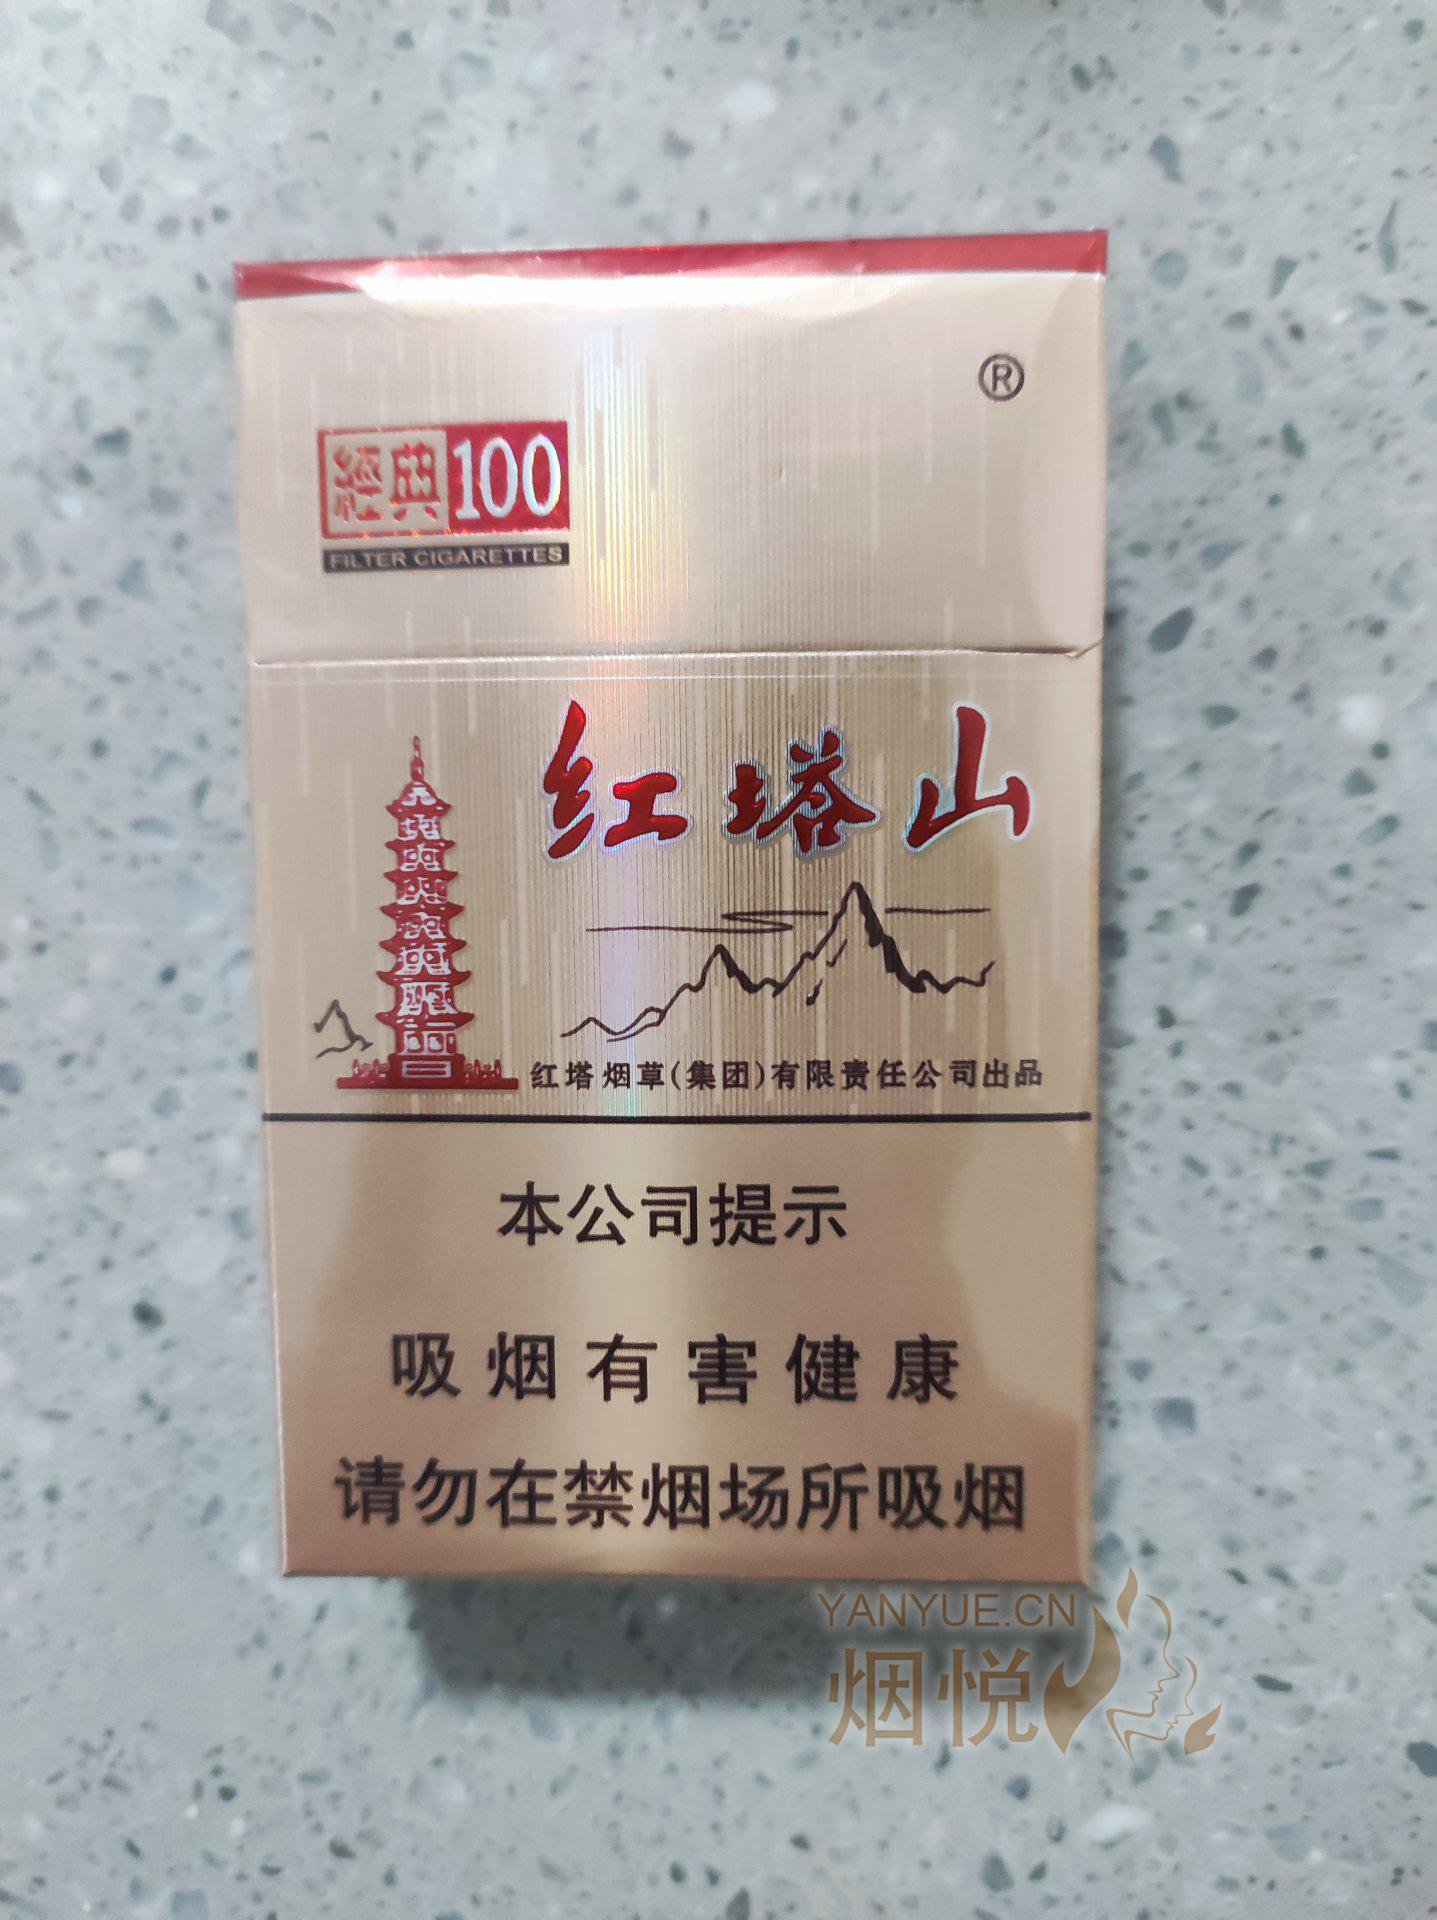 ®
經典100
FILTER CIGARETTES
红塔山
红塔烟草(集团)有限责任公司出品
本公司提示
吸烟有害健康
请勿在禁烟场所吸烟
YANYUE.CN
烟悦